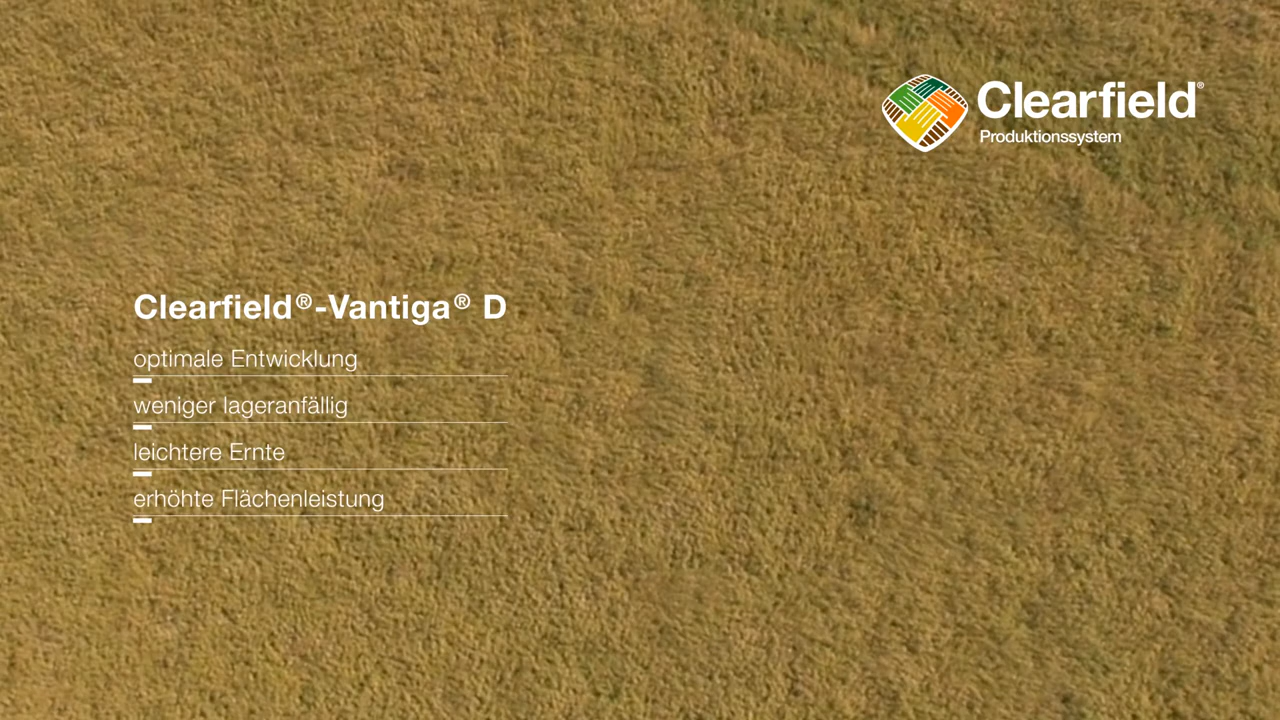 Clearfield®
Produktionssystem
Clearfield®-Vantiga® D
optimale Entwicklung
weniger lageranfällig
leichtere Ernte
erhöhte Flächenleistung